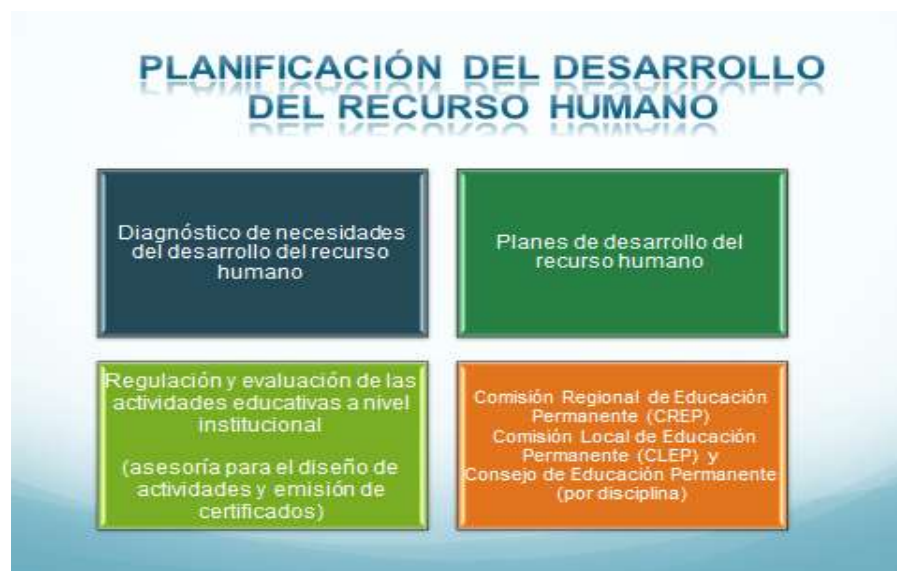 PLANIFICACIÓN DEL DESARROLLO
DEL RECURSO HUMANO
Diagnóstico de necesidades
del desarrollo del recurso
humano
Planes de desarrollo del
recurso humano
Regulación y evaluación de las
actividades educativas a nivel
institucional
(asesoría para el diseño de
actividades y emisión de
certificados)
Comisión Regional de Educación
Permanente (CREP)
Comisión Local de Educación
Permanente (CLEP) y
Consejo de Educación Permanente
(por disciplina)